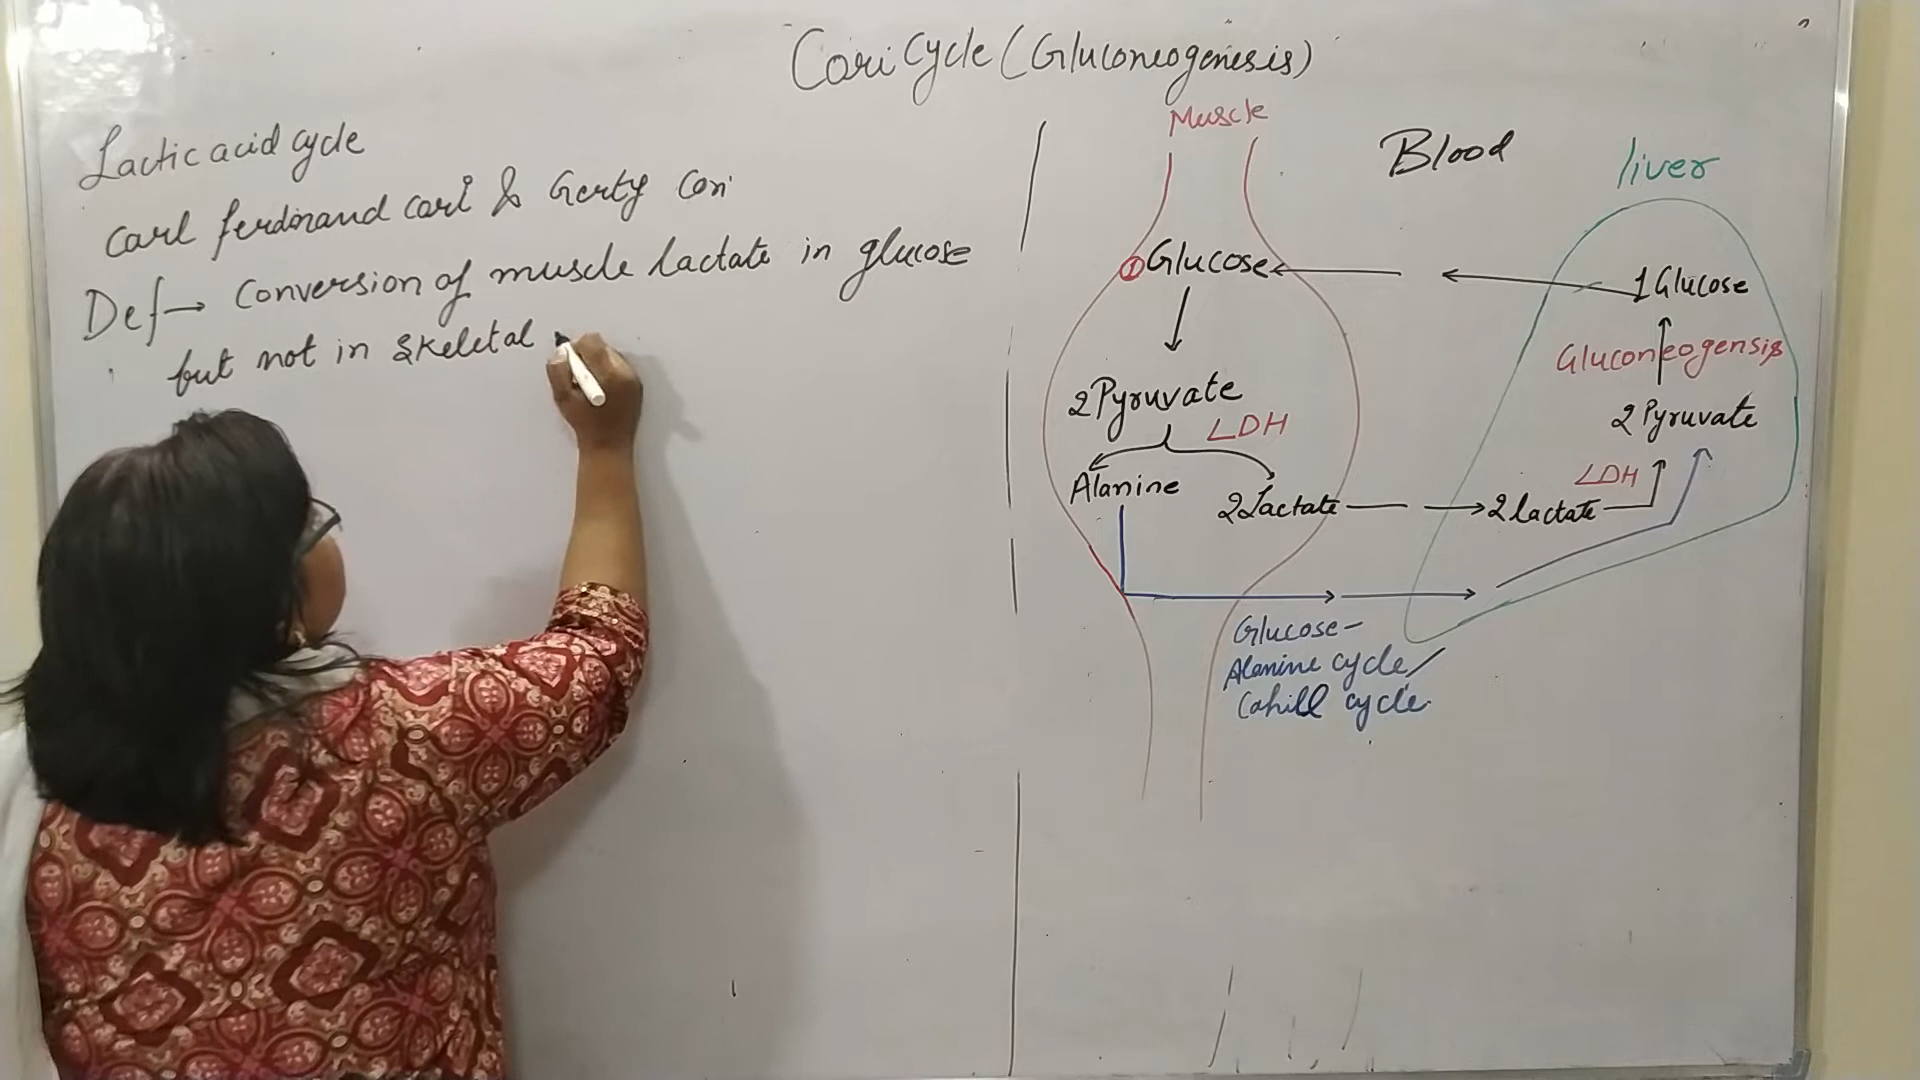 Cori Cycle (Gluconeogenesis)
Lactic acid cycle
Carl ferdinand cori & Gerty Cori
Def → Conversion of muscle lactate in glucose
but not in skeletal
Muscle
Blood
liver
1 Glucose
1 Glucose
Gluconeogensis
2 Pyruvate
LDH
2 Pyruvate
Alanine
2 Lactate
2 lactate
LDH
Glucose-
Alanine cycle/
Cahill cycle